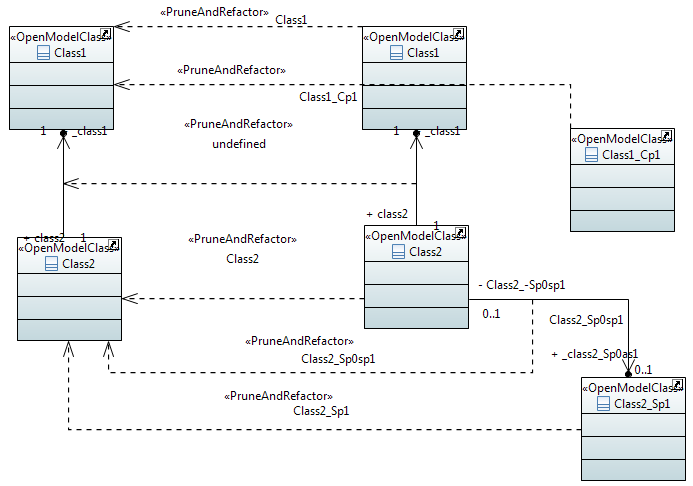 «PruneAndRefactor»
Class1
«OpenModelClass»
Class1
«OpenModelClass»
Class1
«PruneAndRefactor»
Class1_Cp1
1
_class1
«PruneAndRefactor»
undefined
1
_class1
«OpenModelClass»
Class1_Cp1
+ class2
1
+ class2
1
«OpenModelClass»
Class2
«PruneAndRefactor»
Class2
«OpenModelClass»
Class2
- Class2_-Sp0sp1
0..1
Class2_Sp0sp1
«PruneAndRefactor»
Class2_Sp0sp1
+ _class2_Sp0as1
0..1
«PruneAndRefactor»
Class2_Sp1
«OpenModelClass»
Class2_Sp1